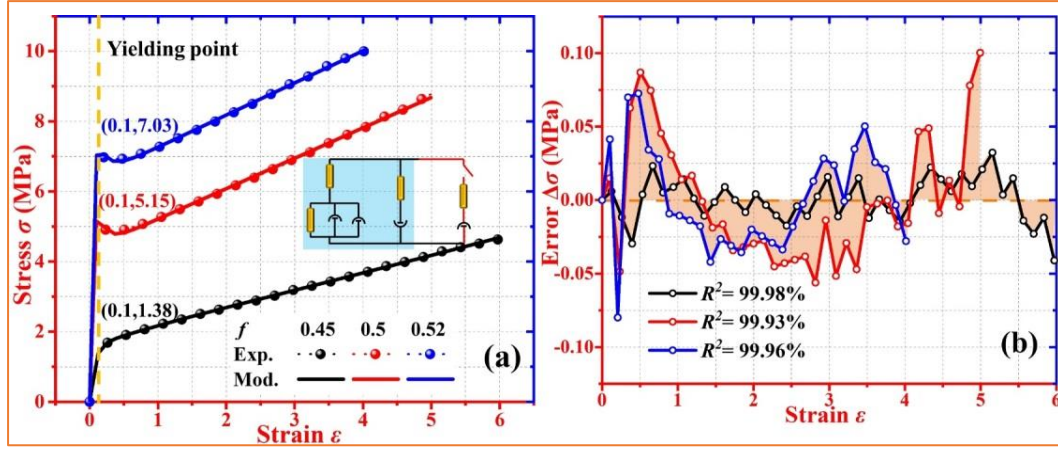 Yielding point
(0.1,7.03)
(0.1,5.15)
(0.1,1.38)
f 0.45 0.5 0.52
Exp.
Mod.
(a)
10
8
6
4
2
0
0 1 2 3 4 5 6
Stress σ (MPa)
Strain ε
0.10
0.05
0.00
-0.05
-0.10
0 1 2 3 4 5 6
Error Δσ (MPa)
Strain ε
R²= 99.98%
R²= 99.93%
R²= 99.96%
(b)